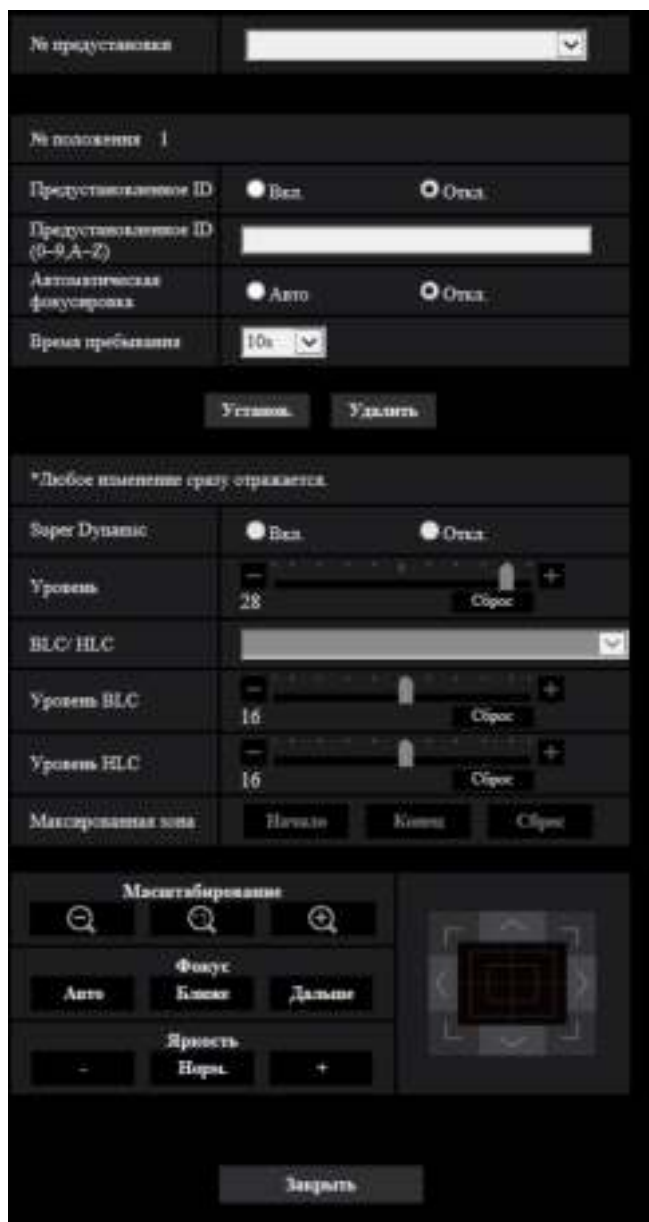 № предустановки
№ положения 1
Предустановленное ID Вкл. Откл.
Предустановленное ID
(0–9,A–Z)
Автоматическая
фокусировка Авто Откл.
Время пребывания 10s
Установ. Удалить
*Любое изменение сразу отражается.
Super Dynamic Вкл. Откл.
Уровень − +
28 Сброс
BLC/ HLC
Уровень BLC − +
16 Сброс
Уровень HLC − +
16 Сброс
Маскированная зона Начало Конец Сброс
Масштабирование
Фокус
Авто Ближе Дальше
Яркость
- Норм. +
Закрыть